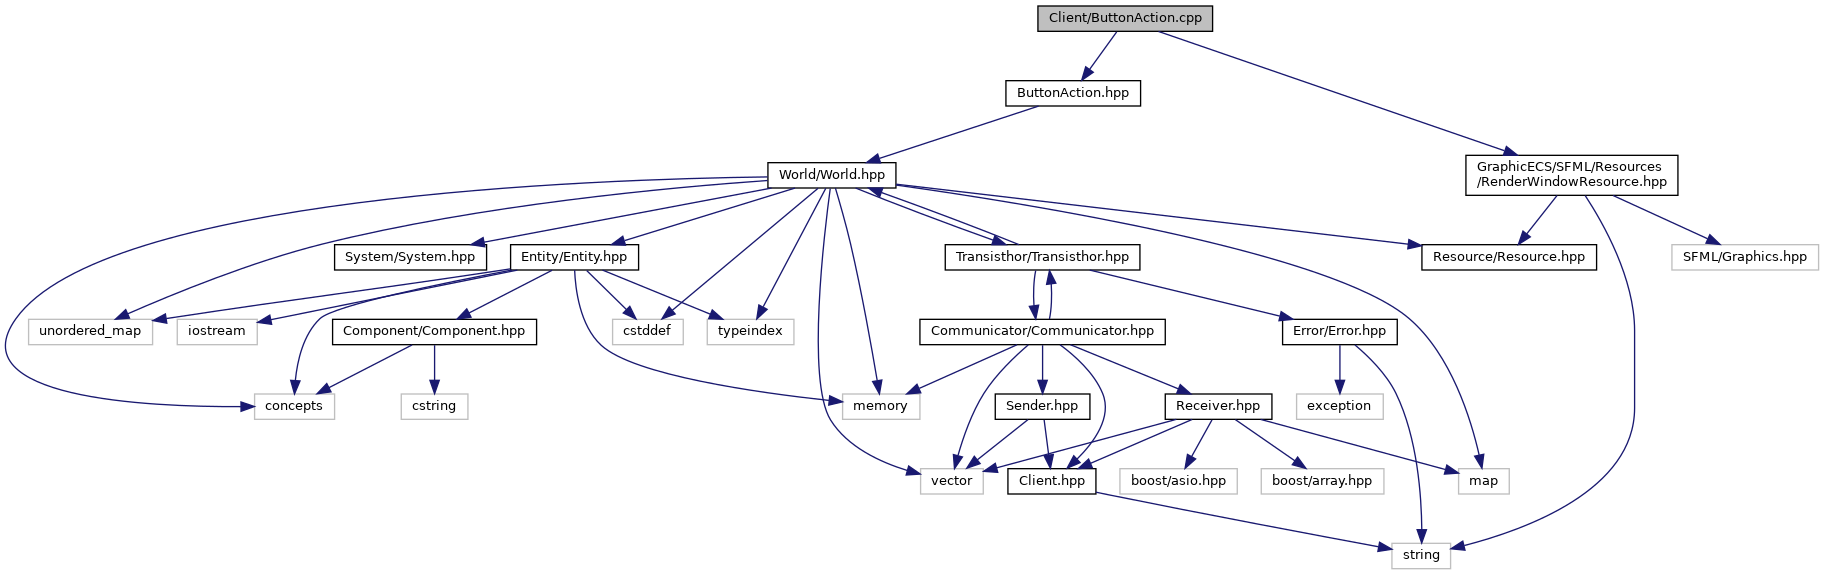 Client/ButtonAction.cpp
ButtonAction.hpp
GraphicECS/SFML/Resources
/RenderWindowResource.hpp
World/World.hpp
System/System.hpp
Entity/Entity.hpp
Transisthor/Transisthor.hpp
Resource/Resource.hpp
SFML/Graphics.hpp
unordered_map
iostream
Component/Component.hpp
cstddef
typeindex
Communicator/Communicator.hpp
Error/Error.hpp
concepts
cstring
memory
Sender.hpp
Receiver.hpp
exception
vector
Client.hpp
boost/asio.hpp
boost/array.hpp
map
string